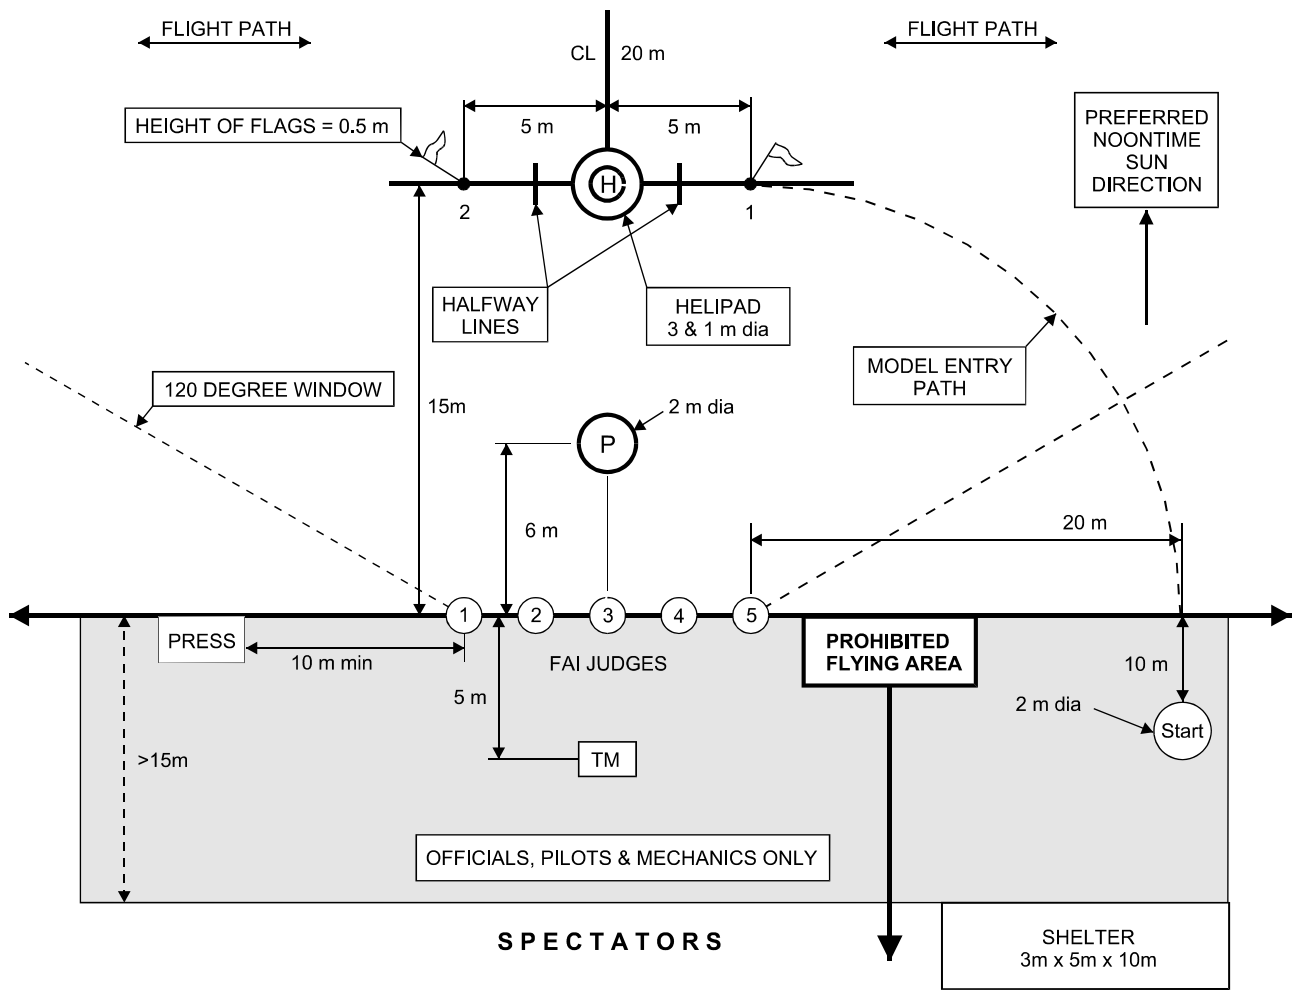 FLIGHT PATH
FLIGHT PATH
CL 20 m
HEIGHT OF FLAGS = 0.5 m
5 m
5 m
PREFERRED
NOONTIME
SUN
DIRECTION
H
2
1
HALFWAY
LINES
HELIPAD
3 & 1 m dia
MODEL ENTRY
PATH
120 DEGREE WINDOW
15m
2 m dia
P
6 m
20 m
1
2
3
4
5
PRESS
10 m min
FAI JUDGES
PROHIBITED
FLYING AREA
10 m
5 m
2 m dia
Start
>15m
TM
OFFICIALS, PILOTS & MECHANICS ONLY
SPECTATORS
SHELTER
3m x 5m x 10m